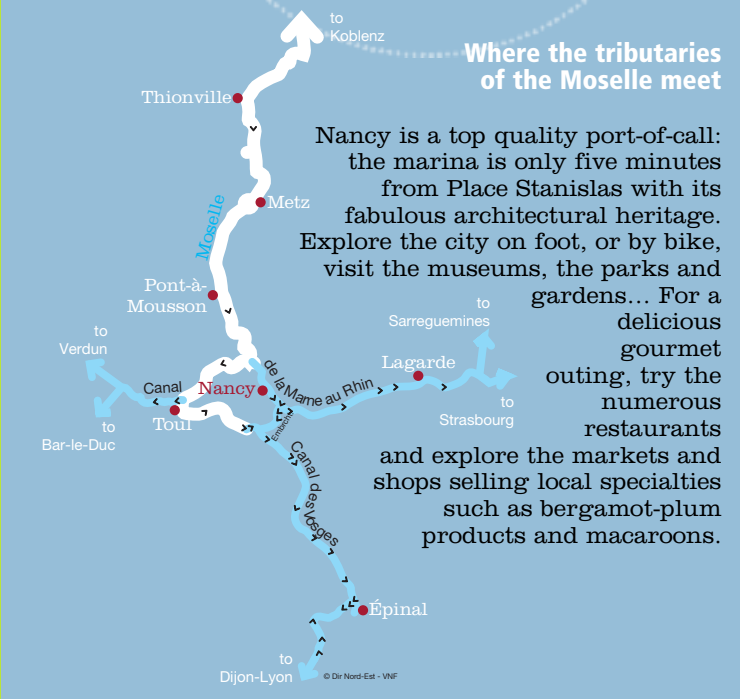 to
Koblenz
Where the tributaries
of the Moselle meet
Thionville
Nancy is a top quality port-of-call:
the marina is only five minutes
from Place Stanislas with its
fabulous architectural heritage.
Explore the city on foot, or by bike,
visit the museums, the parks and
gardens... For a
delicious
gourmet
outing, try the
numerous
restaurants
and explore the markets and
shops selling local specialties
such as bergamot-plum
products and macaroons.
Metz
Moselle
Pont-à-
Mousson
to
Sarreguemines
to
Verdun
Lagarde
Canal
Nancy
de la Marne au Rhin
to
Strasbourg
Toul
to
Bar-le-Duc
Embrcht
Canal des Vosges
Épinal
to
Dijon-Lyon
© Dir Nord-Est - VNF